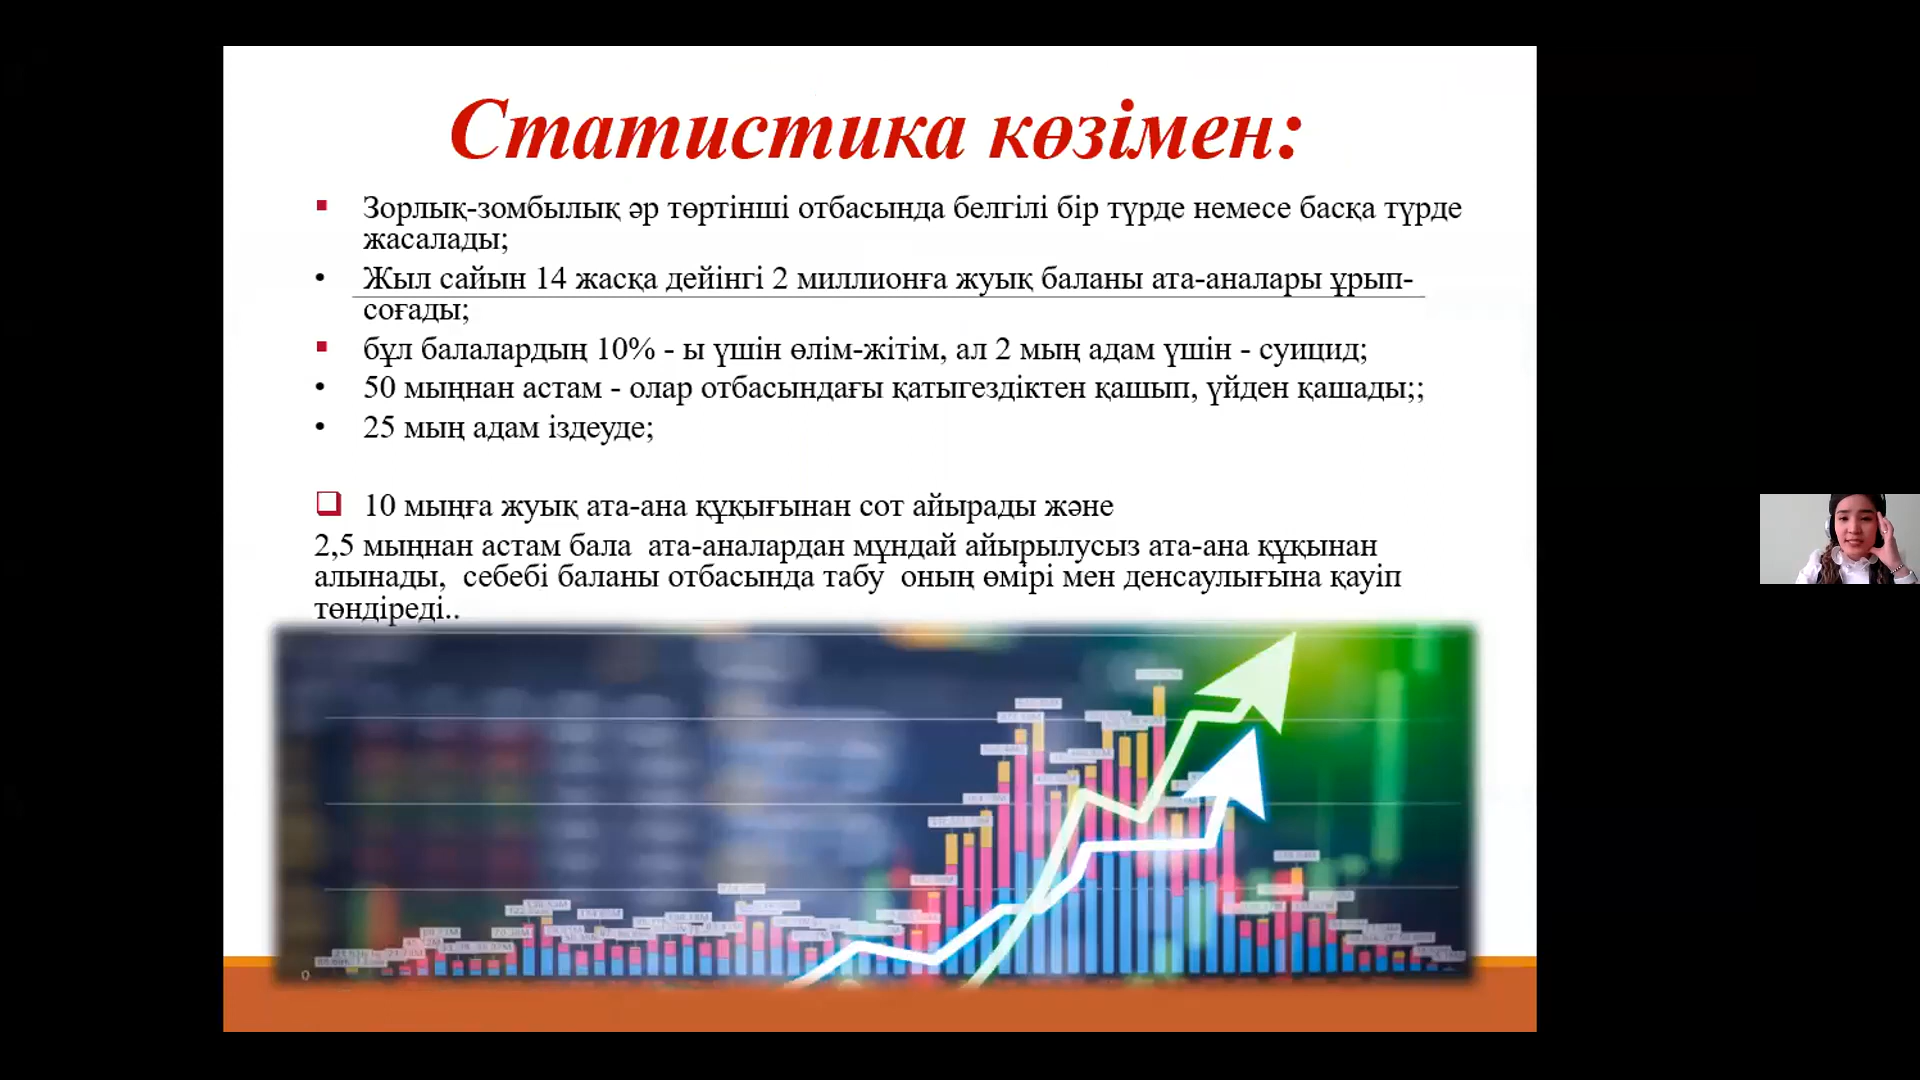 Статистика көзімен:
Зорлық-зомбылық әр төртінші отбасында белгілі бір түрде немесе басқа түрде
жасалады;
Жыл сайын 14 жасқа дейінгі 2 миллионға жуық баланы ата-аналары ұрып-
соғады;
бұл балалардың 10% - ы үшін өлім-жітім, ал 2 мың адам үшін - суицид;
50 мыңнан астам - олар отбасындағы қатыгездіктен қашып, үйден қашады;;
25 мың адам іздеуде;
10 мыңға жуық ата-ана құқығынан сот айырады және
2,5 мыңнан астам бала ата-аналардан мұндай айырылусыз ата-ана құқынан
алынады, себебі баланы отбасында табу оның өмірі мен денсаулығына қауіп
төндіреді..
0